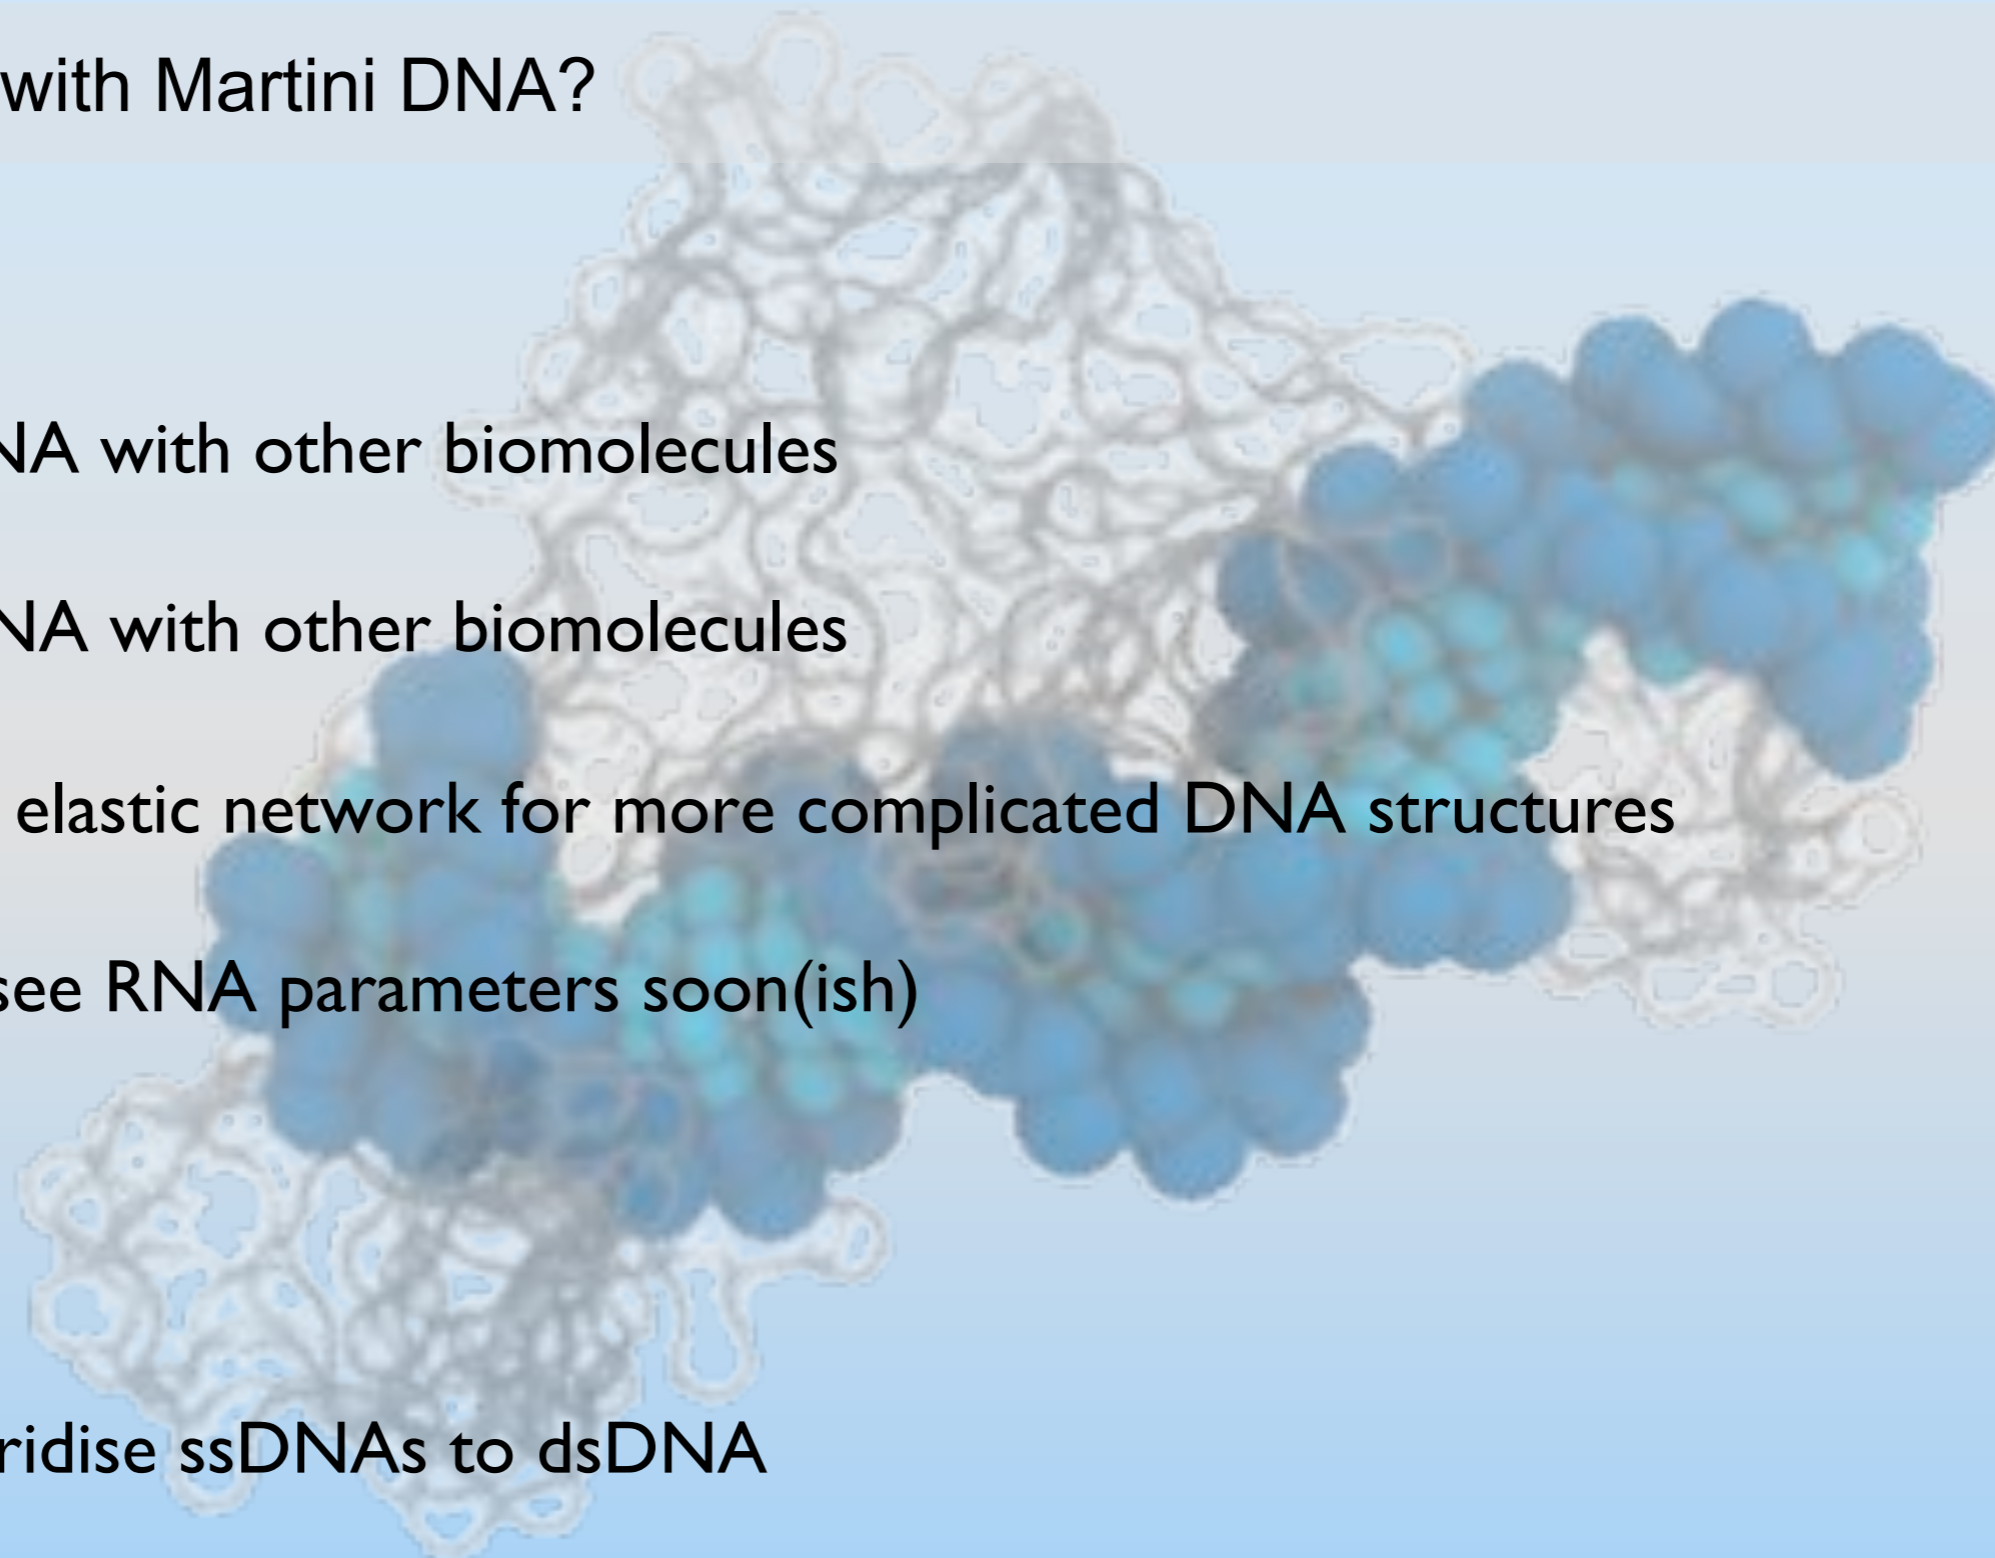 with Martini DNA?
NA with other biomolecules
NA with other biomolecules
elastic network for more complicated DNA structures
see RNA parameters soon(ish)
ridise ssDNAs to dsDNA